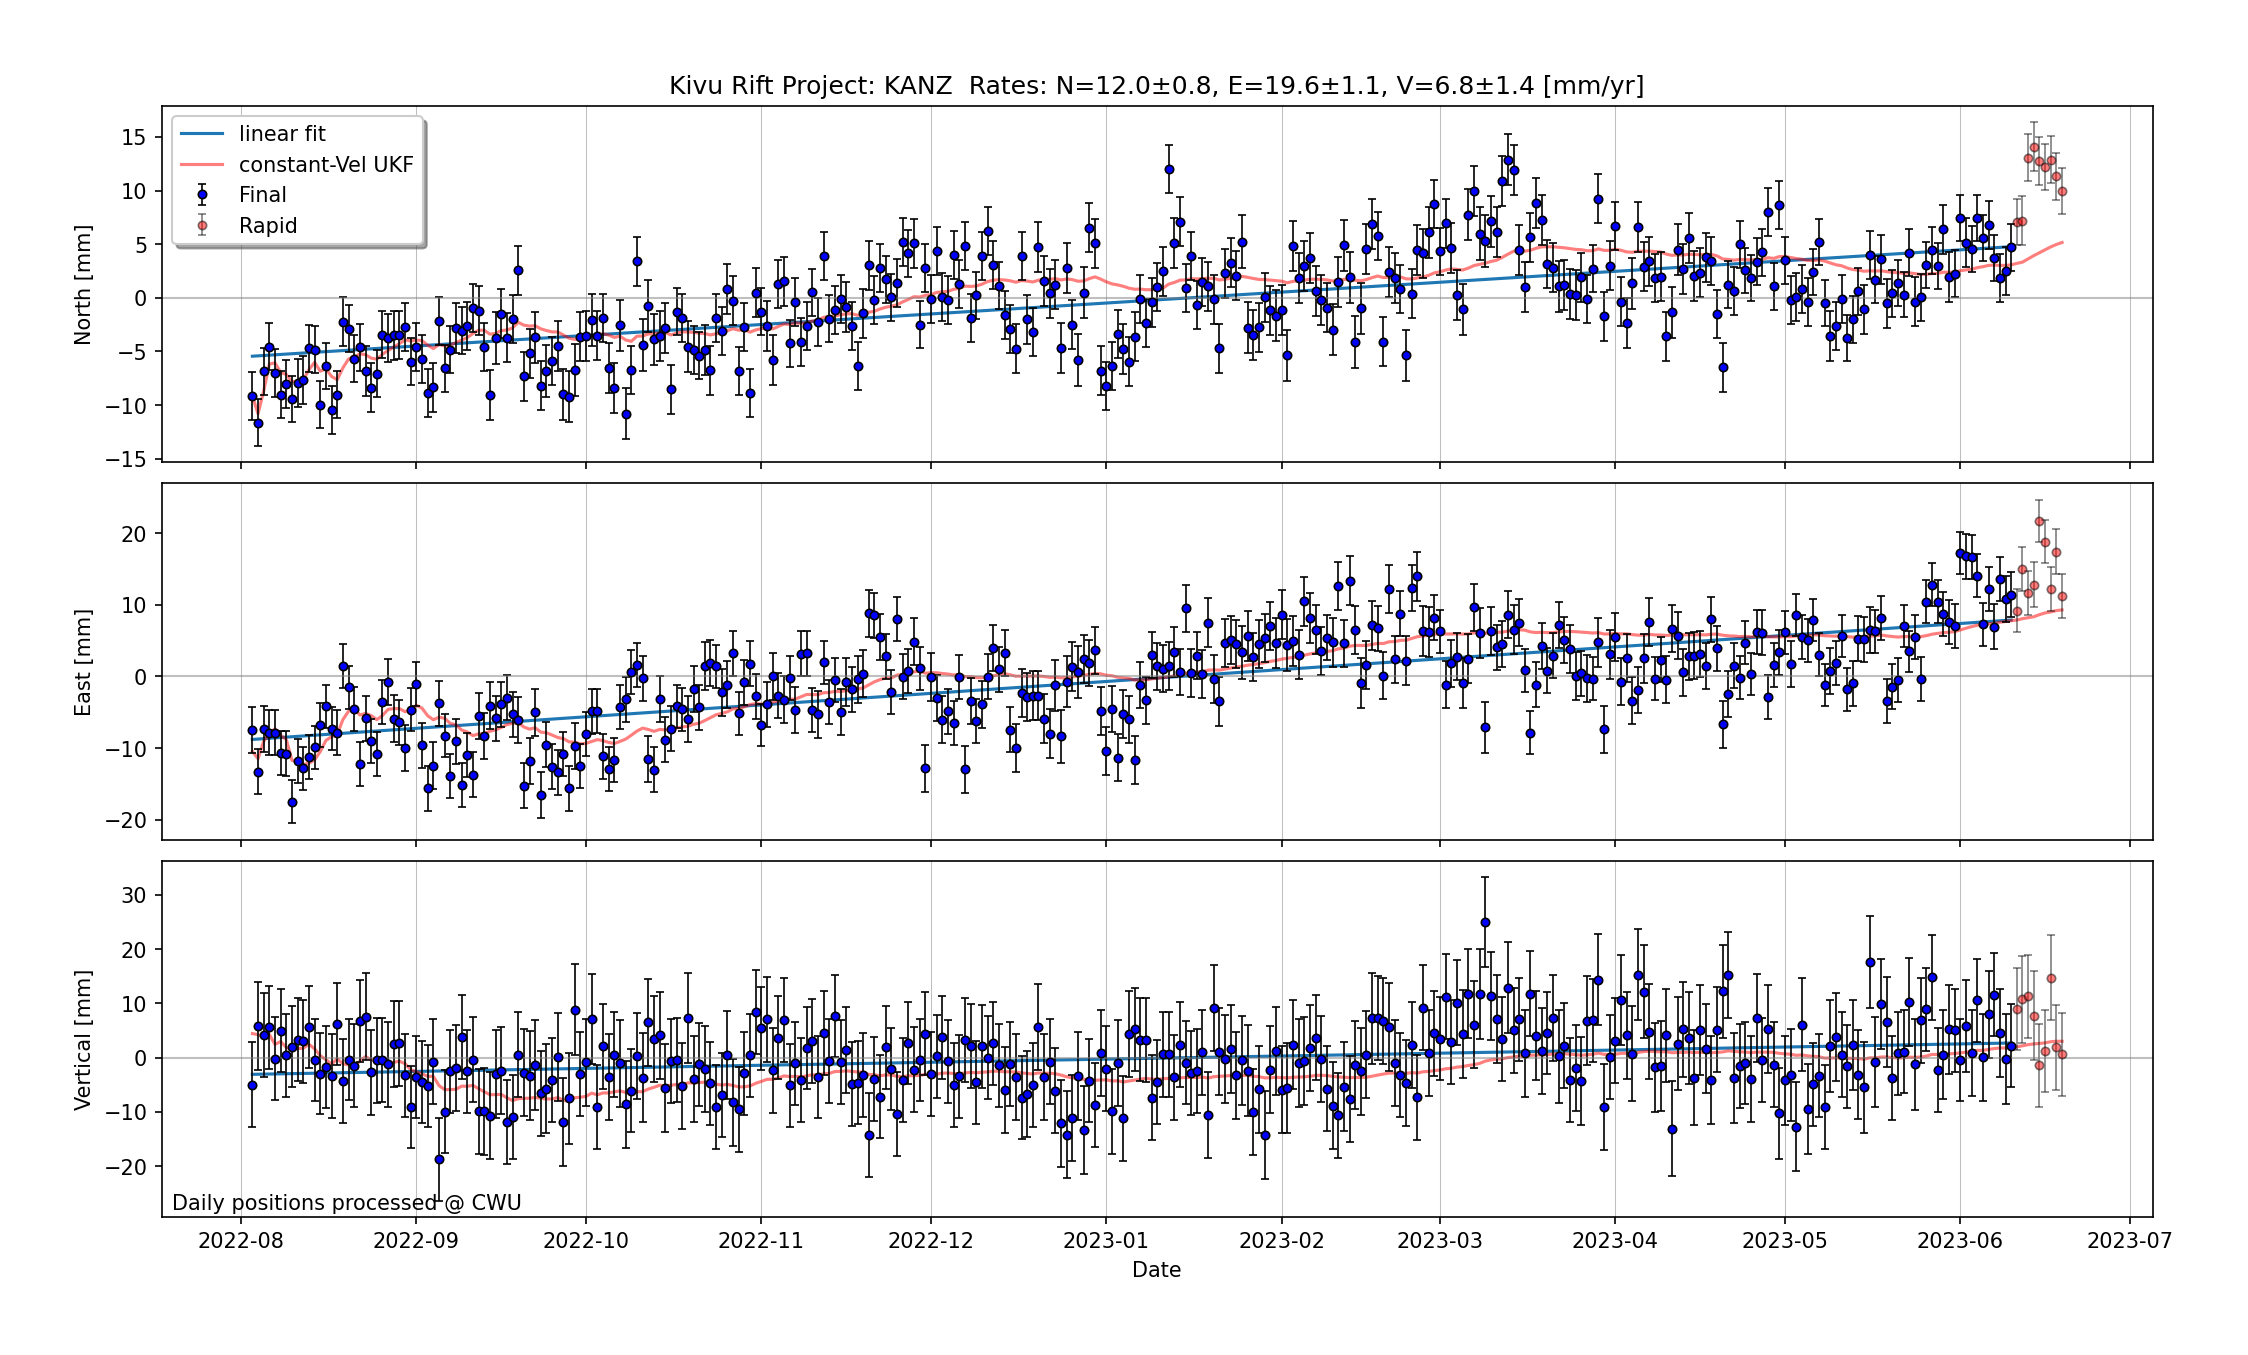 Kivu Rift Project: KANZ  Rates: N=12.0±0.8, E=19.6±1.1, V=6.8±1.4 [mm/yr]
linear fit
constant-Vel UKF
Final
Rapid
North [mm]
15
10
5
0
−5
−10
−15
East [mm]
20
10
0
−10
−20
Vertical [mm]
30
20
10
0
−10
−20
Daily positions processed @ CWU
2022-08 2022-09 2022-10 2022-11 2022-12 2023-01 2023-02 2023-03 2023-04 2023-05 2023-06 2023-07
Date